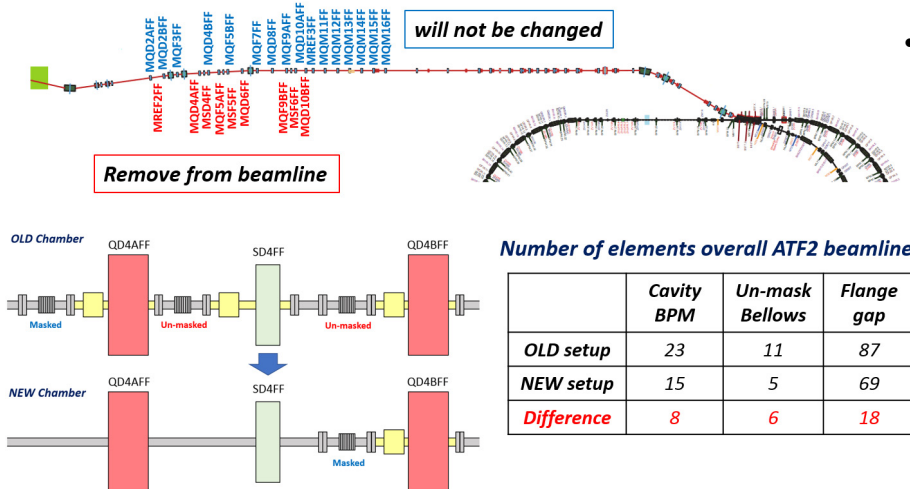 MQD2AFF
MQD2BFF
MQF3FF
MQD4BFF
MQF5BFF
MQF7FF
MQD8FF
MQF9AFF
MQD10AFF
MREF3FF
MQM11FF
MQM12FF
MQM13FF
MQM14FF
MQM15FF
MQM16FF
will not be changed
•
MREF2FF
MQD4AFF
MSD4FF
MQF5AFF
MSF5FF
MQD6FF
MQF9BFF
MSF6FF
MQD10BFF
Remove from beamline
OLD Chamber
QD4AFF
SD4FF
QD4BFF
Masked
Un-masked
Un-masked
NEW Chamber
QD4AFF
SD4FF
QD4BFF
Masked
Number of elements overall ATF2 beamline
Cavity BPM Un-mask Bellows Flange gap
OLD setup 23 11 87
NEW setup 15 5 69
Difference 8 6 18